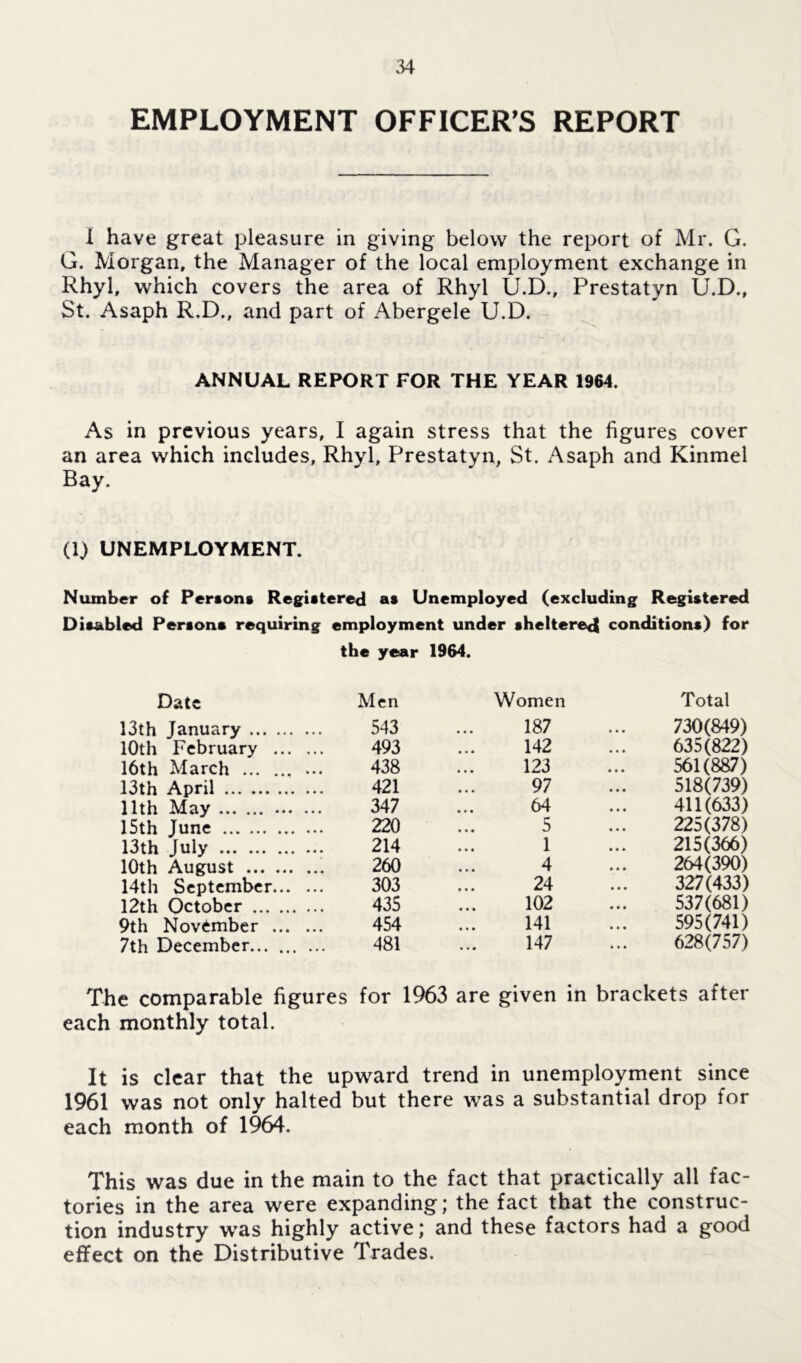 34
EMPLOYMENT OFFICER'S REPORT
I have great pleasure in giving below the report of Mr. G.
G. Morgan, the Manager of the local employment exchange in
Rhyl, which covers the area of Rhyl U.D., Prestatyn U.D.,
St. Asaph R.D., and part of Abergele U.D.
ANNUAL REPORT FOR THE YEAR 1964.
As in previous years, I again stress that the figures cover
an area which includes, Rhyl, Prestatyn, St. Asaph and Kinmel
Bay.
(1) UNEMPLOYMENT.
Number of Persons Registered as Unemployed (excluding Registered
Disabled Persons requiring employment under sheltered conditions) for
the year 1964.
Date Men Women Total
13th January ... ... ... 543 ... 187 ... 730(849)
10th February ... ... 493 ... 142 ... 635(822)
16th March ... ... ... 438 ... 123 ... 561(887)
13th April ... ... ... ... 421 ... 97 ... 518(739)
11th May ... ... ... ... 347 ... 64 ... 411(633)
15th June ... ... ... ... 220 ... 5 ... 225(378)
13th July ... ... ... ... 214 ... 1 ... 215(366)
10th August ... ... ... 260 ... 4 ... 264(390)
14th September... ... 303 ... 24 ... 327(433)
12th October ... ... ... 435 ... 102 ... 537(681)
9th November ... ... 454 ... 141 ... 595(741)
7th December... ... ... 481 ... 147 ... 628(757)
The comparable figures for 1963 are given in brackets after
each monthly total.
It is clear that the upward trend in unemployment since
1961 was not only halted but there was a substantial drop for
each month of 1964.
This was due in the main to the fact that practically all fac-
tories in the area were expanding; the fact that the construc-
tion industry was highly active; and these factors had a good
effect on the Distributive Trades.